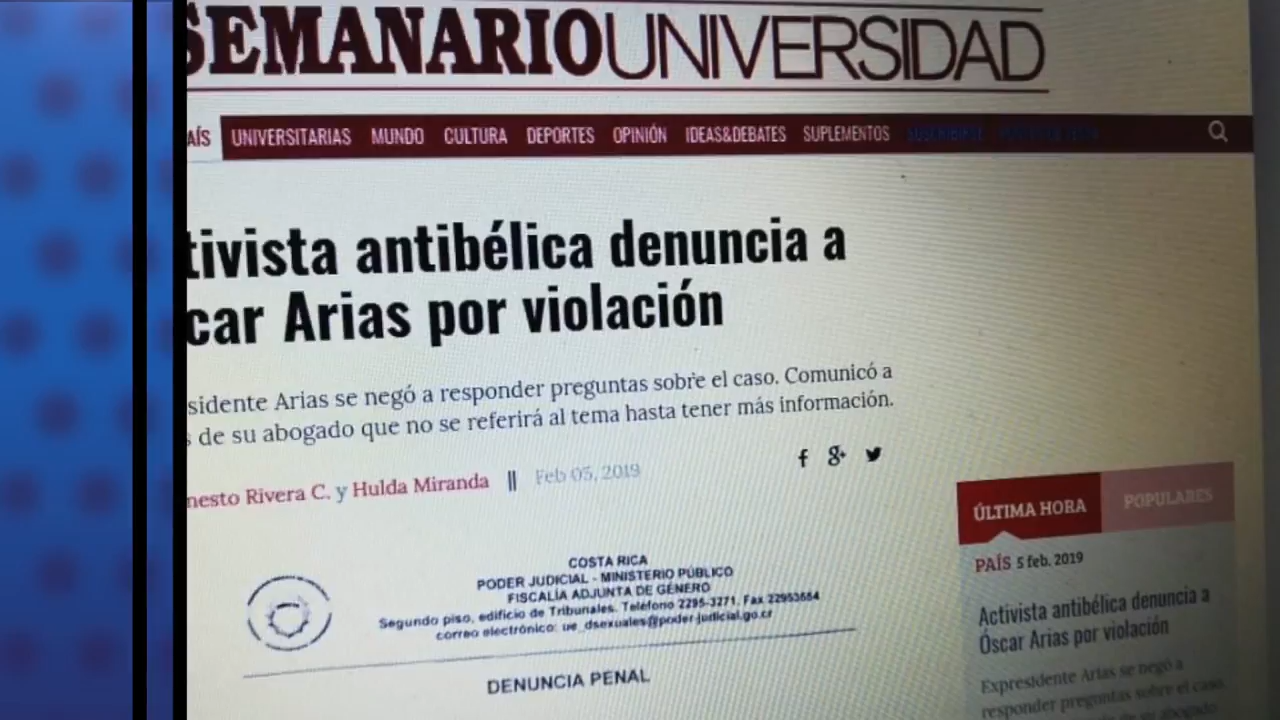 SEMANARIOUNIVERSIDAD
AÍS UNIVERSITARIAS MUNDO CULTURA DEPORTES OPINIÓN IDEAS&DEBATES SUPLEMENTOS
tivista antibélica denuncia a
scar Arias por violación
sidente Arias se negó a responder preguntas sobre el caso. Comunicó a
s de su abogado que no se referirá al tema hasta tener más información.
nesto Rivera C. y Hulda Miranda || Feb 05, 2019
COSTA RICA
PODER JUDICIAL - MINISTERIO PÚBLICO
FISCALÍA ADJUNTA DE GÉNERO
Segundo piso, edificio de Tribunales. Teléfono 2295-3271. Fax 22953664
correo electrónico: ue_dsexuales@poder-judicial.go.cr
DENUNCIA PENAL
ÚLTIMA HORA POPULARES
PAÍS 5 feb. 2019
Activista antibélica denuncia a
Óscar Arias por violación
Expresidente Arias se negó a
responder preguntas sobre el caso.
de su abogado